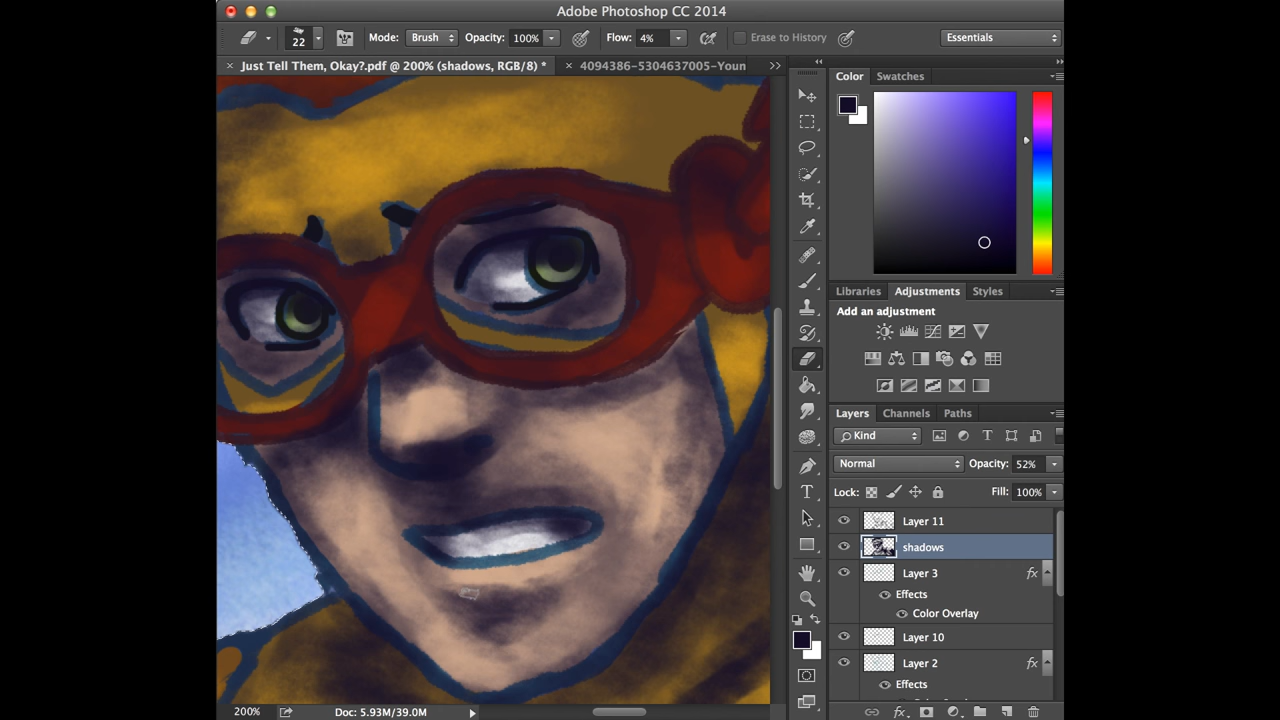 Adobe Photoshop CC 2014
22 Mode: Brush Opacity: 100% Flow: 4% Erase to History Essentials
× Just Tell Them, Okay?.pdf @ 200% (shadows, RGB/8) * × 4094386-5304637005-Youn >>
Color Swatches
Libraries Adjustments Styles
Add an adjustment
Layers Channels Paths
Kind
Normal Opacity: 52%
Lock: Fill: 100%
Layer 11
shadows
Layer 3 fx
Effects
Color Overlay
Layer 10
Layer 2 fx
Effects
200% Doc: 5.93M/39.0M fx